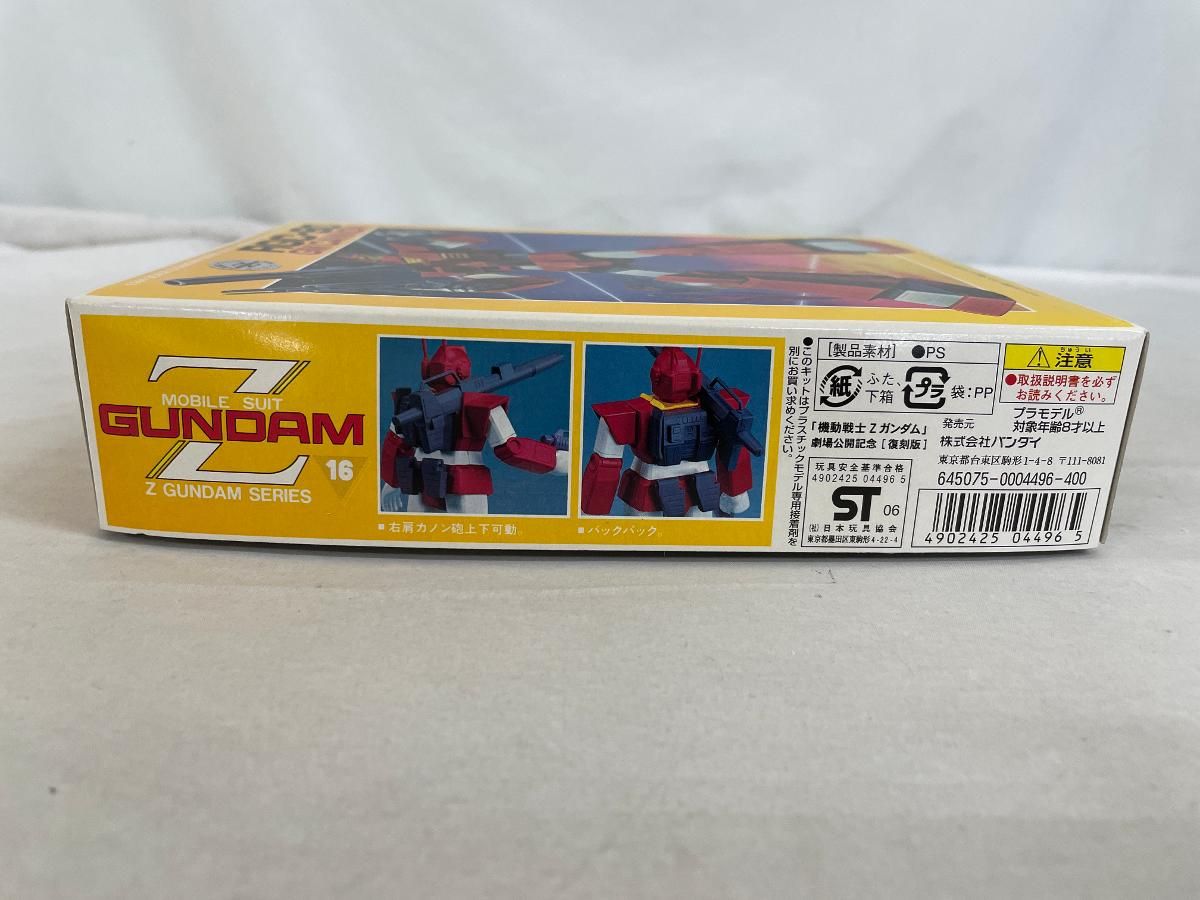 MOBILE SUIT
GUNDAM
Z
Z GUNDAM SERIES
16
■右肩カノン砲上下可動。
■バックパック。
●このキットはプラスチックモデル専用接着剤を
別にお買い求めください。
[製品素材] ●PS
紙 ふた、
下箱
プラ 袋:PP
「機動戦士Zガンダム」
劇場公開記念[復刻版]
玩具安全基準合格
4902425 04496 5
ST 06
(社)日本玩具協会
東京都墨田区東駒形4-22-4
ちゅうい
注意
●取扱説明書を必ず
お読みください。
プラモデル®
対象年齢8才以上
発売元
株式会社バンダイ
東京都台東区駒形1-4-8 〒111-8081
645075-0004496-400
4902425 04496 5